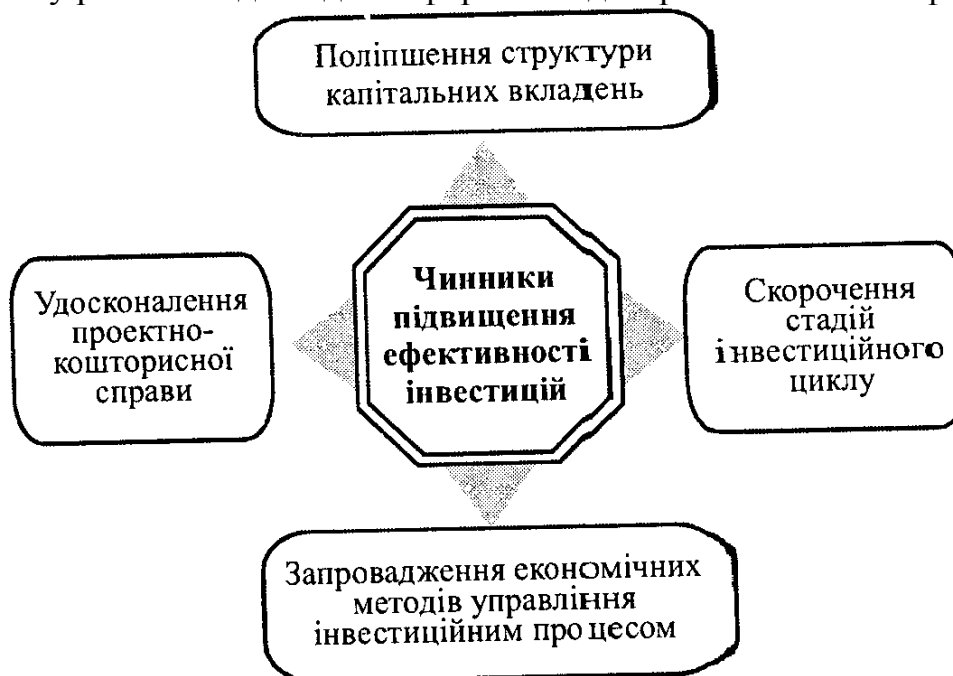 Поліпшення структури
капітальних вкладень
Удосконалення
проектно-
кошторисної
справи
Чинники
підвищення
ефективності
інвестицій
Скорочення
стадій
інвестиційного
циклу
Запровадження економічних
методів управління
інвестиційним процесом